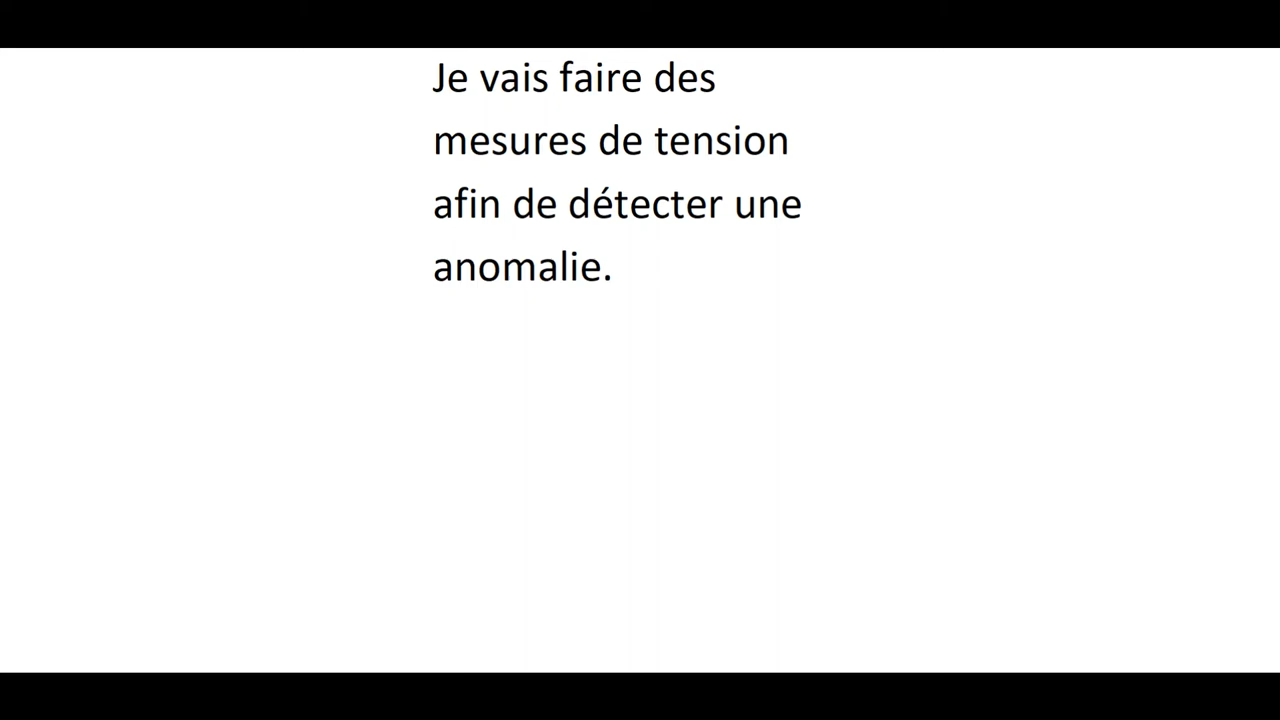 Je vais faire des
mesures de tension
afin de détecter une
anomalie.